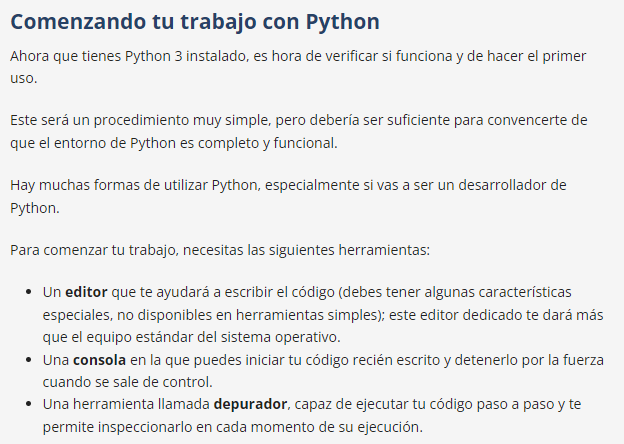 Comenzando tu trabajo con Python
Ahora que tienes Python 3 instalado, es hora de verificar si funciona y de hacer el primer
uso.
Este será un procedimiento muy simple, pero debería ser suficiente para convencerte de
que el entorno de Python es completo y funcional.
Hay muchas formas de utilizar Python, especialmente si vas a ser un desarrollador de
Python.
Para comenzar tu trabajo, necesitas las siguientes herramientas:
• Un editor que te ayudará a escribir el código (debes tener algunas características
especiales, no disponibles en herramientas simples); este editor dedicado te dará más
que el equipo estándar del sistema operativo.
• Una consola en la que puedes iniciar tu código recién escrito y detenerlo por la fuerza
cuando se sale de control.
• Una herramienta llamada depurador, capaz de ejecutar tu código paso a paso y te
permite inspeccionarlo en cada momento de su ejecución.